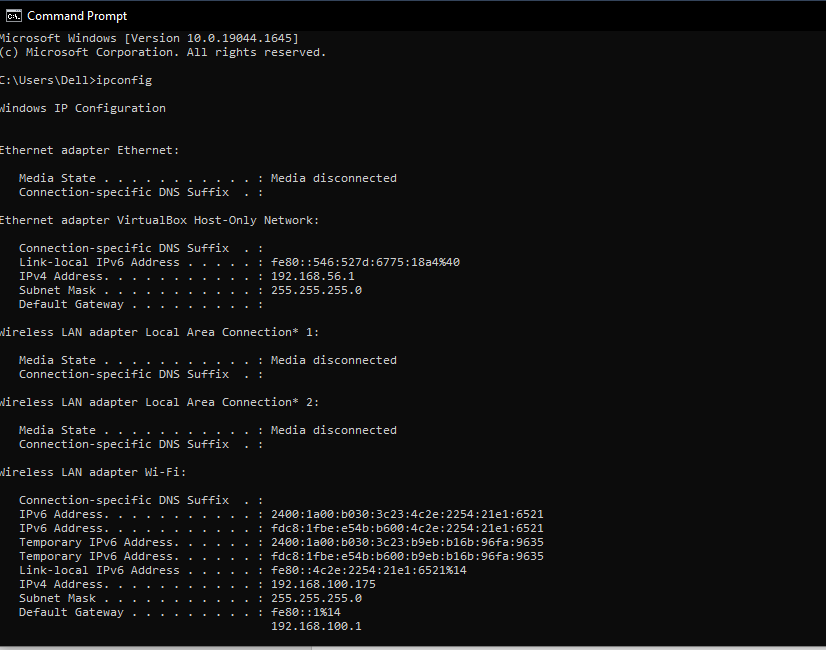 Command Prompt
Microsoft Windows [Version 10.0.19044.1645]
(c) Microsoft Corporation. All rights reserved.
C:\Users\Dell>ipconfig
Windows IP Configuration
Ethernet adapter Ethernet:
Media State . . . . . . . . . . . : Media disconnected
Connection-specific DNS Suffix  . :
Ethernet adapter VirtualBox Host-Only Network:
Connection-specific DNS Suffix  . :
Link-local IPv6 Address . . . . . : fe80::546:527d:6775:18a4%40
IPv4 Address. . . . . . . . . . . : 192.168.56.1
Subnet Mask . . . . . . . . . . . : 255.255.255.0
Default Gateway . . . . . . . . . :
Wireless LAN adapter Local Area Connection* 1:
Media State . . . . . . . . . . . : Media disconnected
Connection-specific DNS Suffix  . :
Wireless LAN adapter Local Area Connection* 2:
Media State . . . . . . . . . . . : Media disconnected
Connection-specific DNS Suffix  . :
Wireless LAN adapter Wi-Fi:
Connection-specific DNS Suffix  . :
IPv6 Address. . . . . . . . . . . : 2400:1a00:b030:3c23:4c2e:2254:21e1:6521
IPv6 Address. . . . . . . . . . . : fdc8:1fbe:e54b:b600:4c2e:2254:21e1:6521
Temporary IPv6 Address. . . . . . : 2400:1a00:b030:3c23:b9eb:b16b:96fa:9635
Temporary IPv6 Address. . . . . . : fdc8:1fbe:e54b:b600:b9eb:b16b:96fa:9635
Link-local IPv6 Address . . . . . : fe80::4c2e:2254:21e1:6521%14
IPv4 Address. . . . . . . . . . . : 192.168.100.175
Subnet Mask . . . . . . . . . . . : 255.255.255.0
Default Gateway . . . . . . . . . : fe80::1%14
192.168.100.1